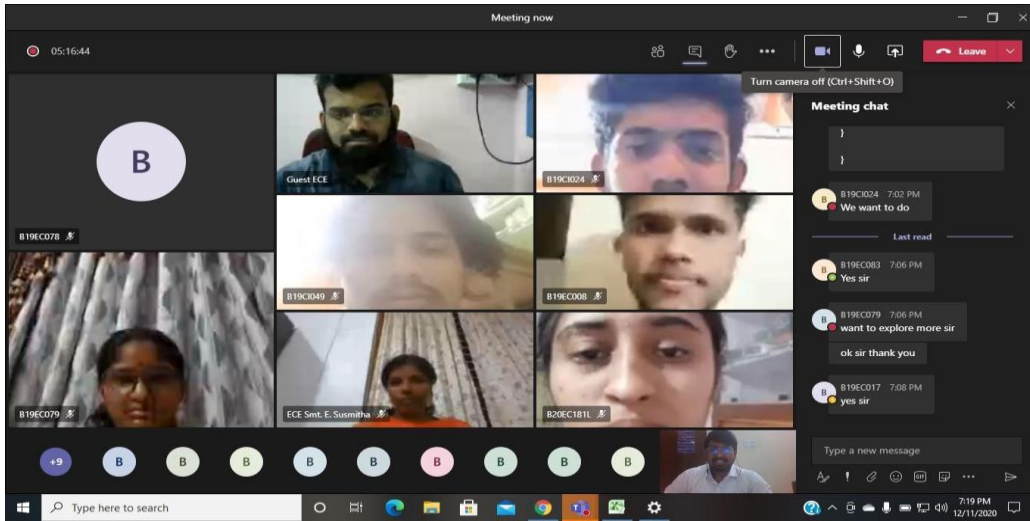 Meeting now
05:16:44
Leave
Turn camera off (Ctrl+Shift+O)
B
B19EC078
Guest ECE
B19CI024
B19CI049
B19EC008
B19EC079
ECE Smt. E. Susmitha
B20EC181L
+9 B B B B B B B B B
Meeting chat
}
}
B
B19CI024 7:02 PM
We want to do
Last read
B
B19EC083 7:06 PM
Yes sir
B
B19EC079 7:06 PM
want to explore more sir
ok sir thank you
B
B19EC017 7:08 PM
yes sir
Type a new message
GIF
Type here to search
7:19 PM
12/11/2020